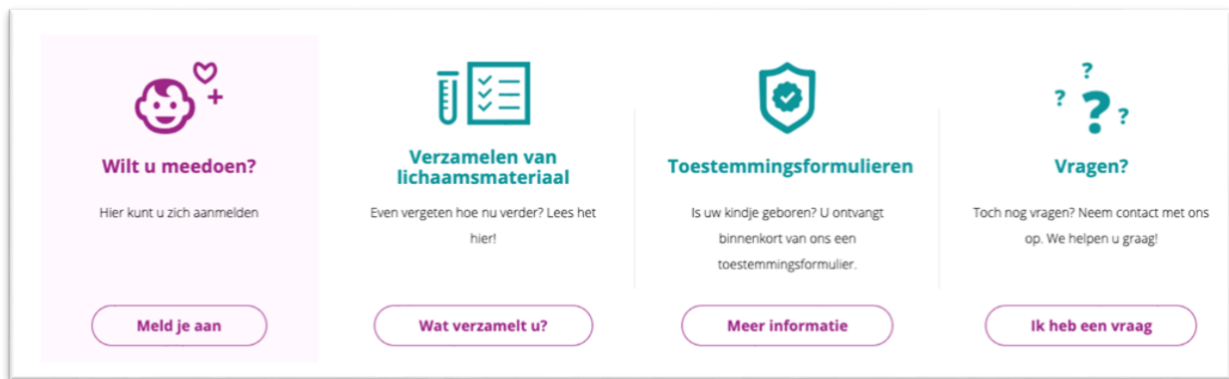 Wilt u meedoen?
Hier kunt u zich aanmelden
Meld je aan
Verzamelen van
lichaamsmateriaal
Even vergeten hoe nu verder? Lees het
hier!
Wat verzamelt u?
Toestemmingsformulieren
Is uw kindje geboren? U ontvangt
binnenkort van ons een
toestemmingsformulier.
Meer informatie
? ? ? ?
Vragen?
Toch nog vragen? Neem contact met ons
op. We helpen u graag!
Ik heb een vraag